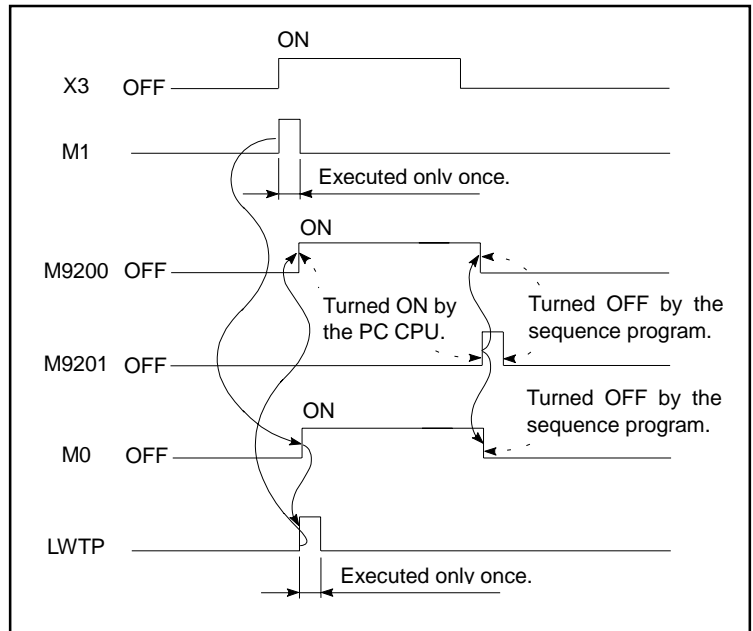 ON
X3 OFF
M1
Executed only once.
ON
M9200 OFF
Turned ON by
the PC CPU.
Turned OFF by the
sequence program.
M9201 OFF
ON
Turned OFF by the
sequence program.
M0 OFF
LWTP
Executed only once.